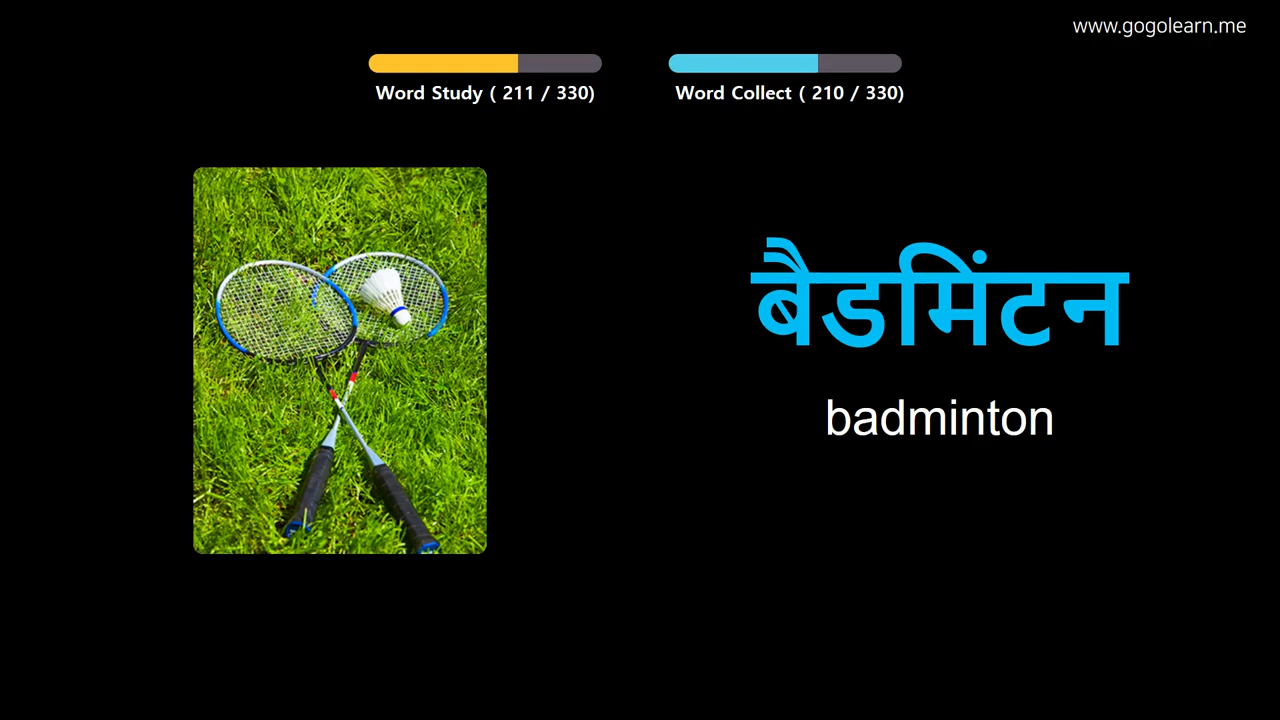 www.gogolearn.me
Word Study ( 211 / 330)
Word Collect ( 210 / 330)
बैडमिंटन
badminton